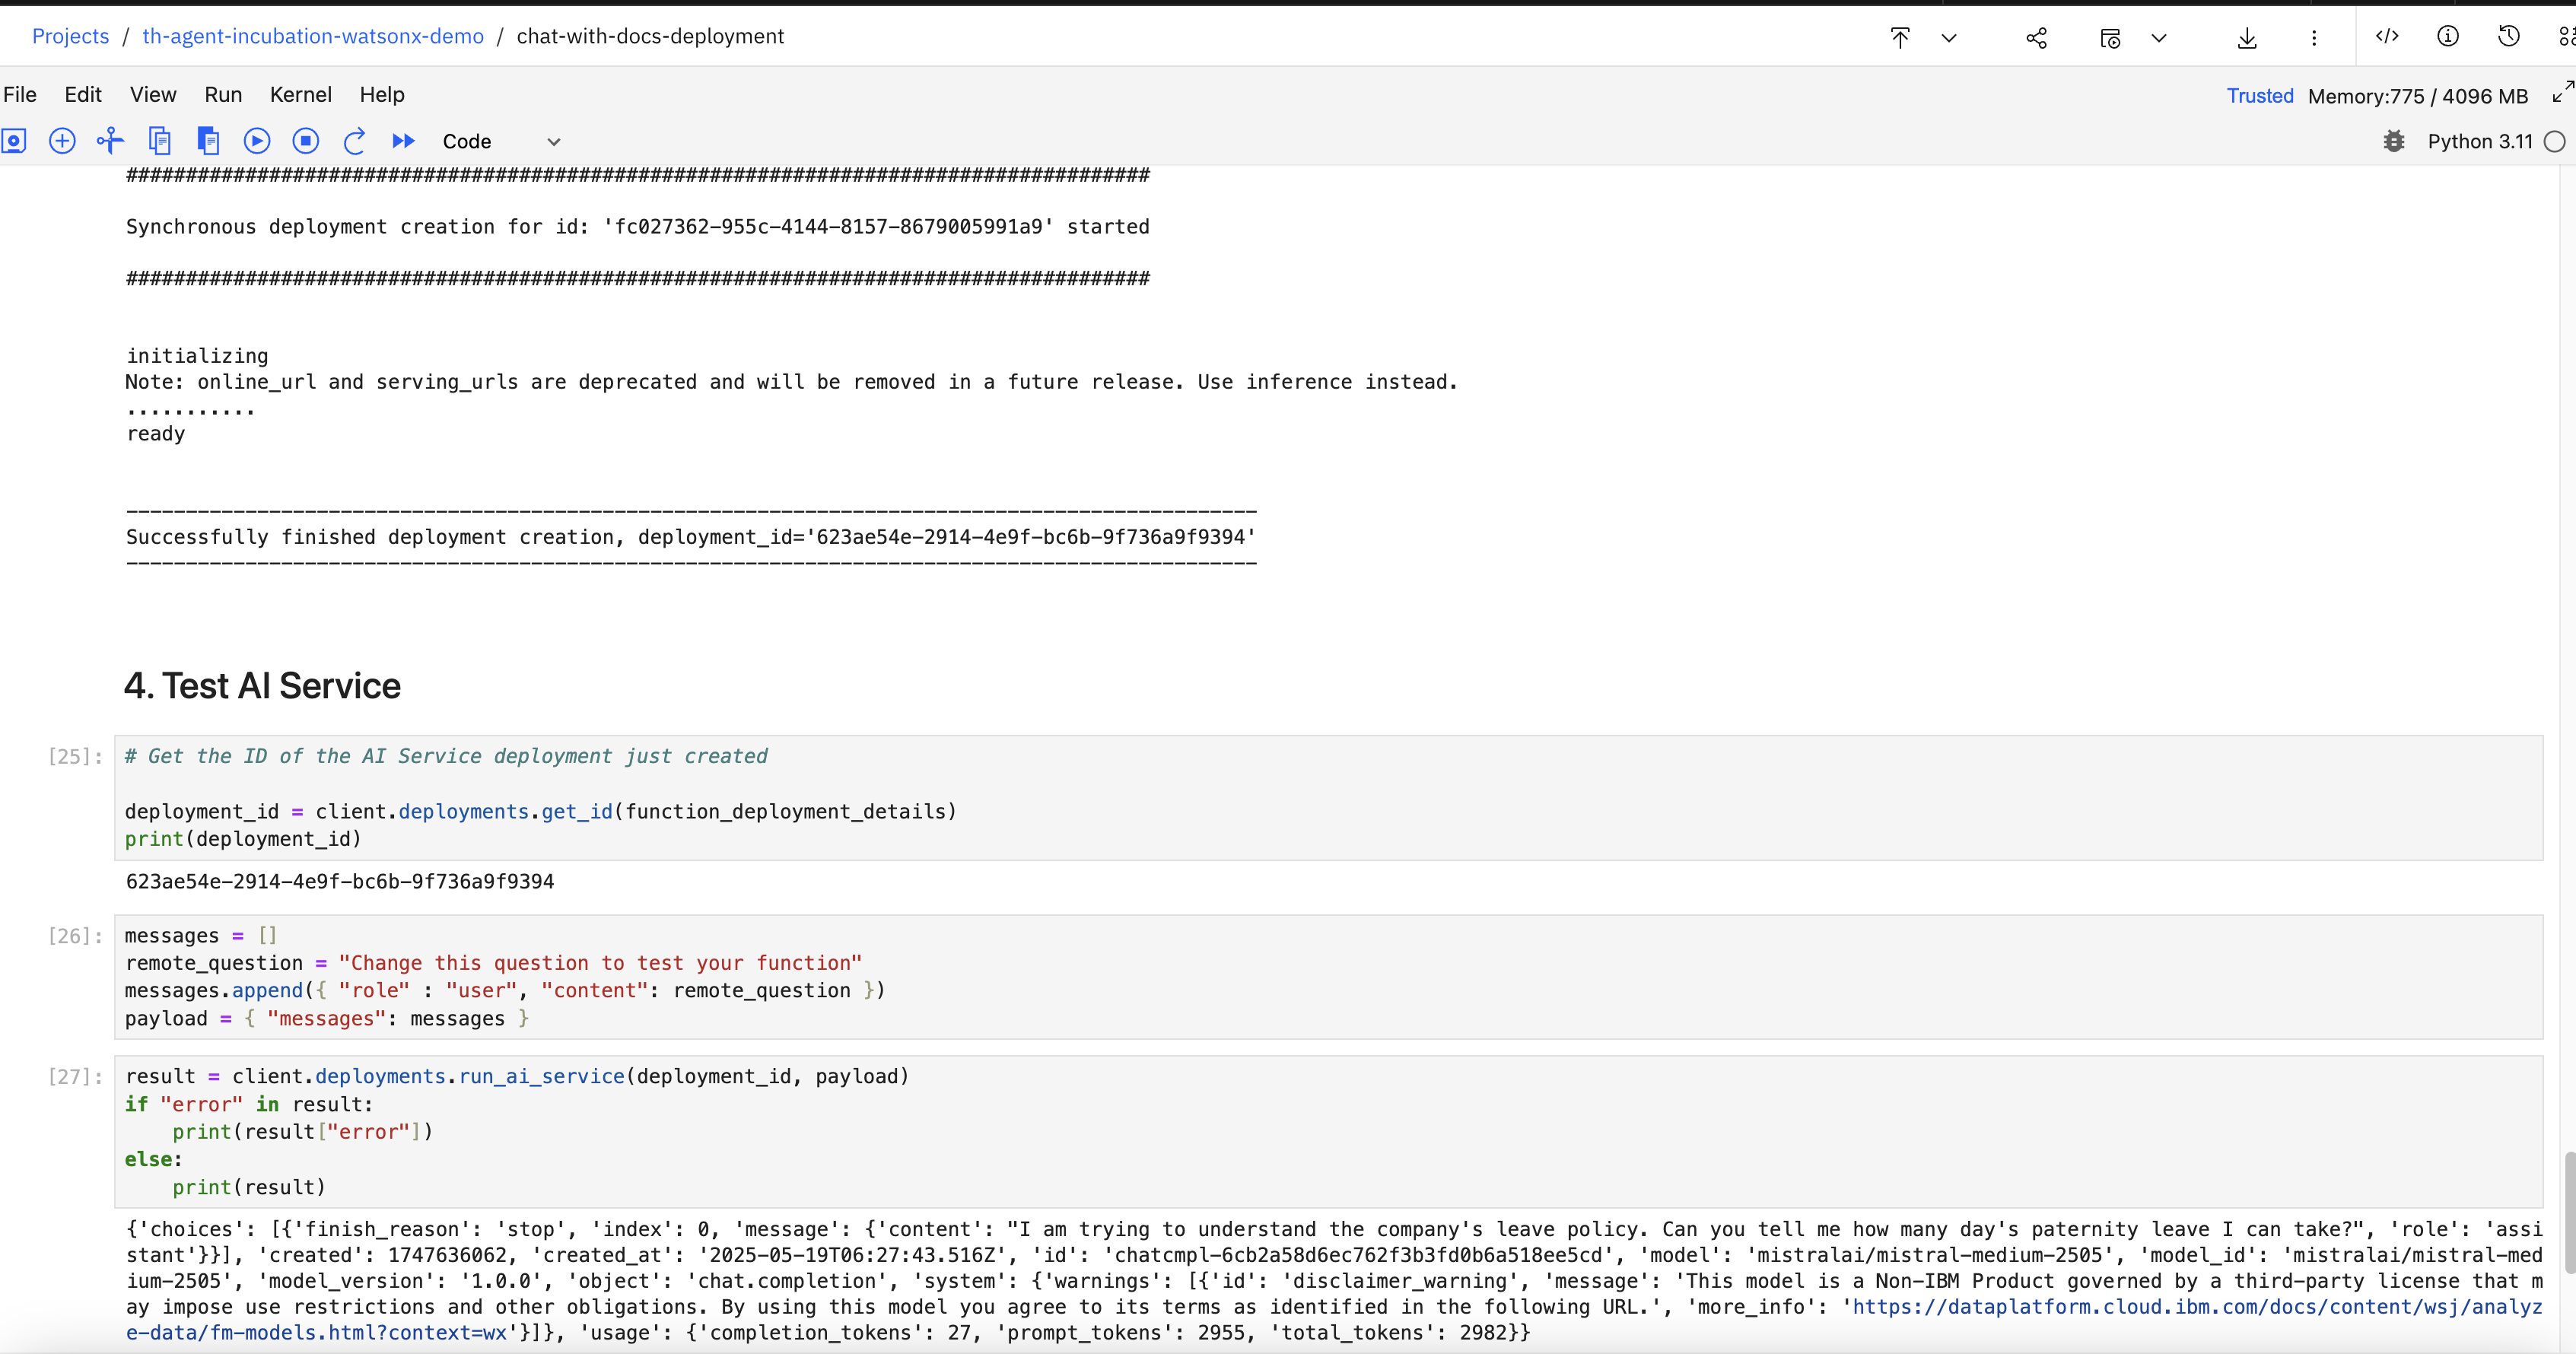 Projects / th-agent-incubation-watsonx-demo / chat-with-docs-deployment
File Edit View Run Kernel Help
Trusted Memory:775 / 4096 MB
Code
Python 3.11
######################################################################################
Synchronous deployment creation for id: 'fc027362-955c-4144-8157-8679005991a9' started
######################################################################################
initializing
Note: online_url and serving_urls are deprecated and will be removed in a future release. Use inference instead.
...........
ready
-----------------------------------------------------------------------------------------------
Successfully finished deployment creation, deployment_id='623ae54e-2914-4e9f-bc6b-9f736a9f9394'
-----------------------------------------------------------------------------------------------
4. Test AI Service
[25]: # Get the ID of the AI Service deployment just created
deployment_id = client.deployments.get_id(function_deployment_details)
print(deployment_id)
623ae54e-2914-4e9f-bc6b-9f736a9f9394
[26]: messages = []
remote_question = "Change this question to test your function"
messages.append({ "role" : "user", "content": remote_question })
payload = { "messages": messages }
[27]: result = client.deployments.run_ai_service(deployment_id, payload)
if "error" in result:
    print(result["error"])
else:
    print(result)
{'choices': [{'finish_reason': 'stop', 'index': 0, 'message': {'content': "I am trying to understand the company's leave policy. Can you tell me how many day's paternity leave I can take?", 'role': 'assi
stant'}}], 'created': 1747636062, 'created_at': '2025-05-19T06:27:43.516Z', 'id': 'chatcmpl-6cb2a58d6ec762f3b3fd0b6a518ee5cd', 'model': 'mistralai/mistral-medium-2505', 'model_id': 'mistralai/mistral-med
ium-2505', 'model_version': '1.0.0', 'object': 'chat.completion', 'system': {'warnings': [{'id': 'disclaimer_warning', 'message': 'This model is a Non-IBM Product governed by a third-party license that m
ay impose use restrictions and other obligations. By using this model you agree to its terms as identified in the following URL.', 'more_info': 'https://dataplatform.cloud.ibm.com/docs/content/wsj/analyz
e-data/fm-models.html?context=wx'}]}, 'usage': {'completion_tokens': 27, 'prompt_tokens': 2955, 'total_tokens': 2982}}